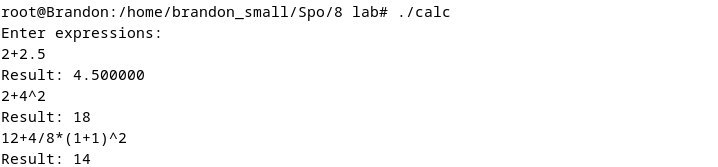 root@Brandon:/home/brandon_small/Spo/8 lab# ./calc
Enter expressions:
2+2.5
Result: 4.500000
2+4^2
Result: 18
12+4/8*(1+1)^2
Result: 14